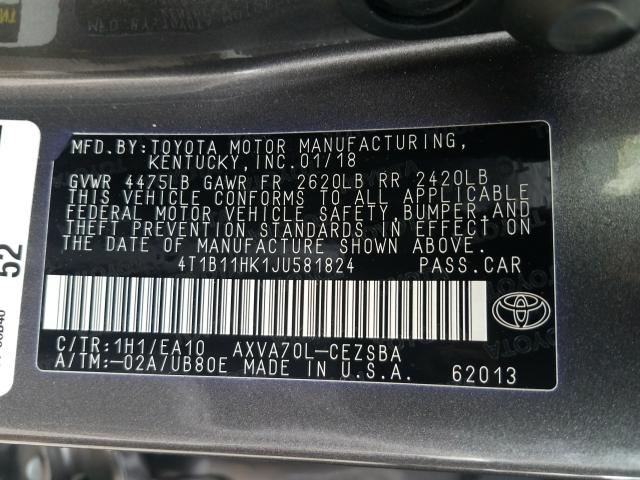 MFD. BY: TOYOTA MOTOR MANUFACTURING,
KENTUCKY, INC. 01/18
GVWR 4475LB GAWR FR 2620LB RR 2420LB
THIS VEHICLE CONFORMS TO ALL APPLICABLE
FEDERAL MOTOR VEHICLE SAFETY, BUMPER, AND
THEFT PREVENTION STANDARDS IN EFFECT ON
THE DATE OF MANUFACTURE SHOWN ABOVE.
4T1B11HK1JU581824 PASS. CAR
C/TR: 1H1/EA10 AXVA70L-CEZSBA
A/TM: -02A/UB80E MADE IN U.S.A. 62013
TOYOTA
52